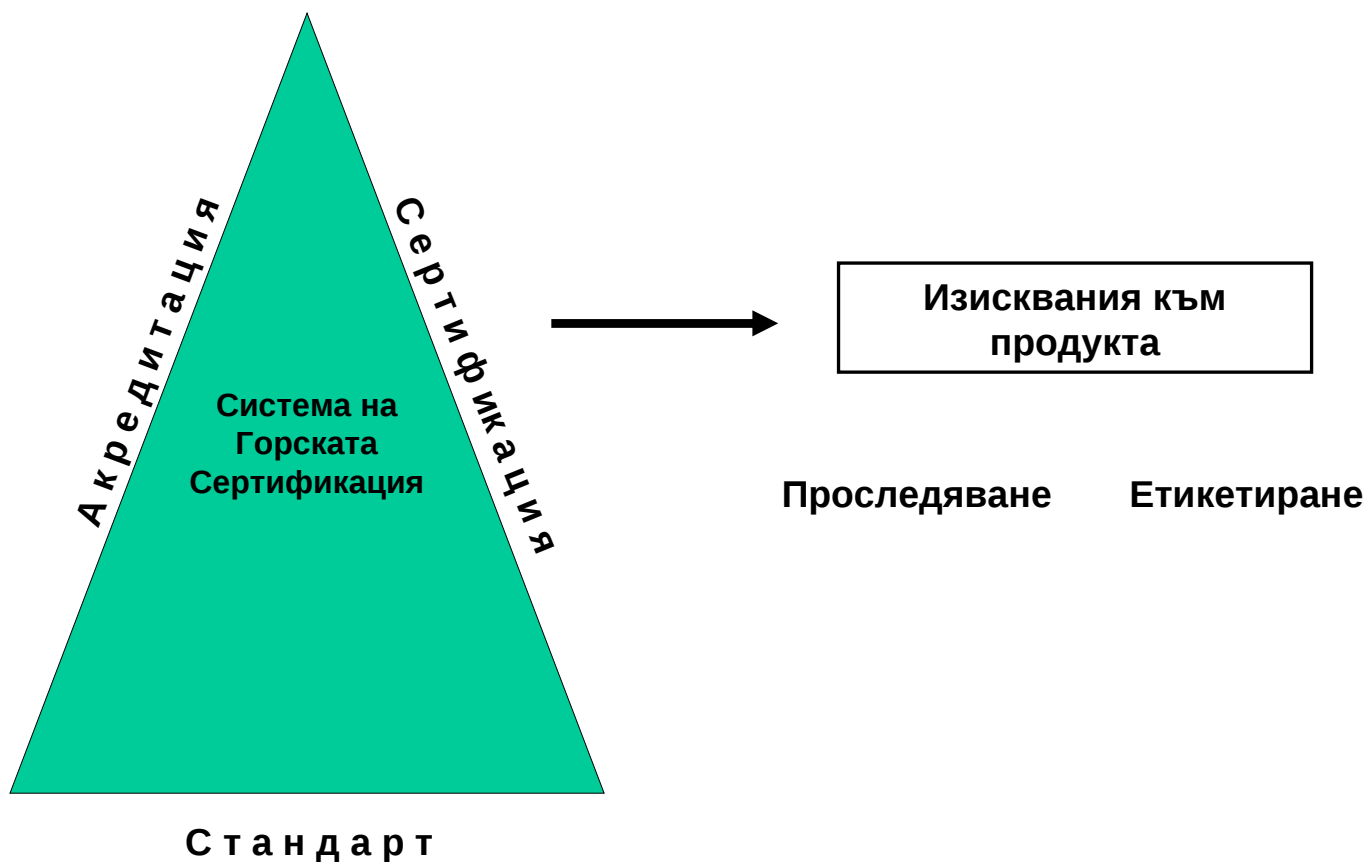 Акредитация
Сертификация
Система на
Горската
Сертификация
Стандарт
Изисквания към
продукта
Проследяване
Етикетиране